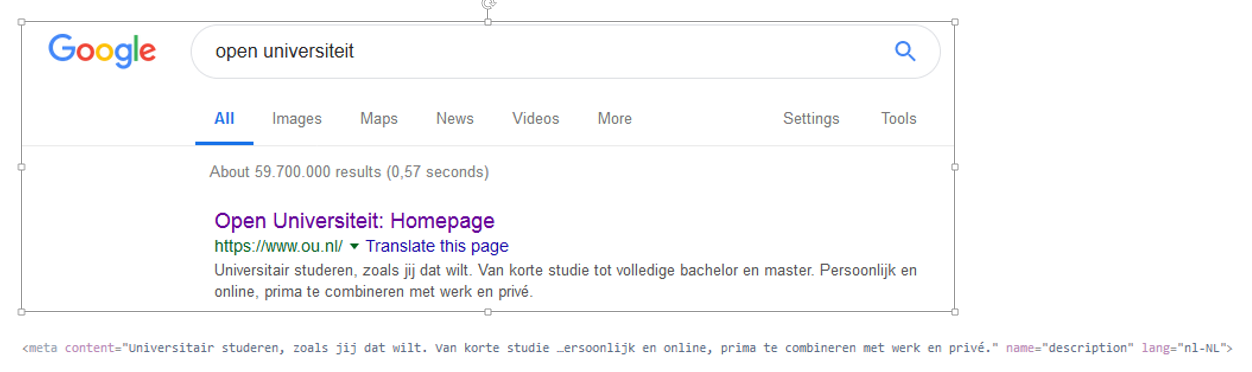 Google open universiteit
All Images Maps News Videos More Settings Tools
About 59.700.000 results (0,57 seconds)
Open Universiteit: Homepage
https://www.ou.nl/ Translate this page
Universitair studeren, zoals jij dat wilt. Van korte studie tot volledige bachelor en master. Persoonlijk en
online, prima te combineren met werk en privé.
<meta content="Universitair studeren, zoals jij dat wilt. Van korte studie …ersoonlijk en online, prima te combineren met werk en privé." name="description" lang="nl-NL">